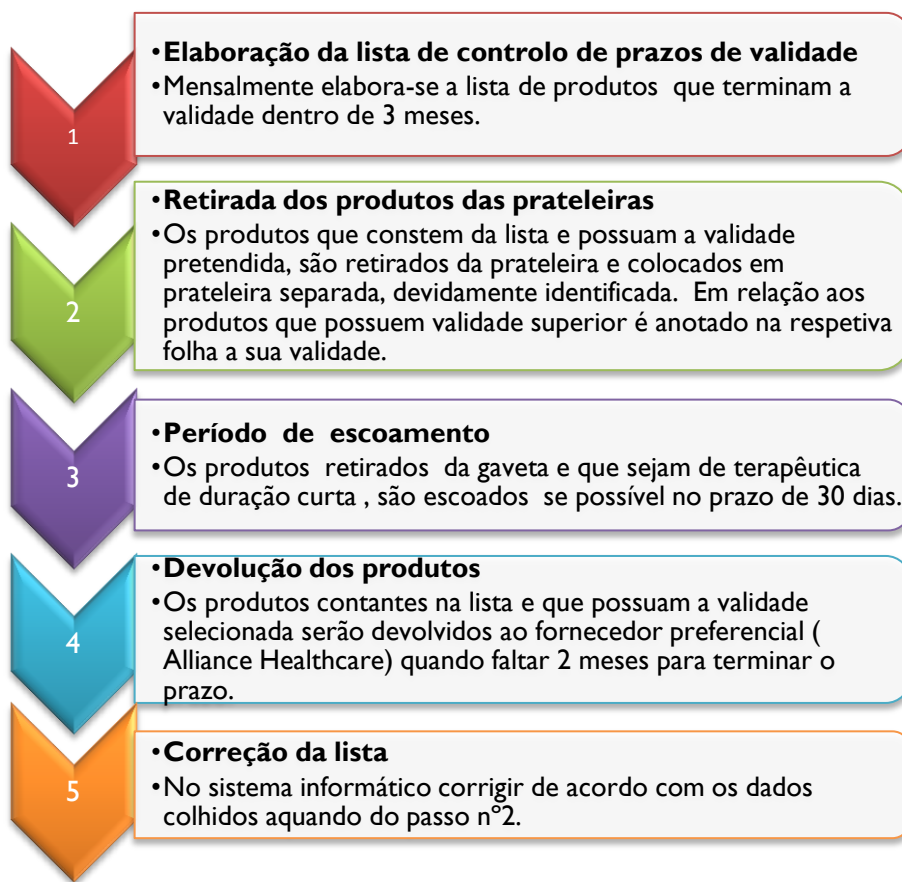 •Elaboração da lista de controlo de prazos de validade
•Mensalmente elabora-se a lista de produtos que terminam a
validade dentro de 3 meses.
1
•Retirada dos produtos das prateleiras
•Os produtos que constem da lista e possuam a validade
pretendida, são retirados da prateleira e colocados em
prateleira separada, devidamente identificada. Em relação aos
produtos que possuem validade superior é anotado na respetiva
folha a sua validade.
2
•Período de escoamento
•Os produtos retirados da gaveta e que sejam de terapêutica
de duração curta , são escoados se possível no prazo de 30 dias.
3
•Devolução dos produtos
•Os produtos contantes na lista e que possuam a validade
selecionada serão devolvidos ao fornecedor preferencial (
Alliance Healthcare) quando faltar 2 meses para terminar o
prazo.
4
•Correção da lista
•No sistema informático corrigir de acordo com os dados
colhidos aquando do passo nº2.
5